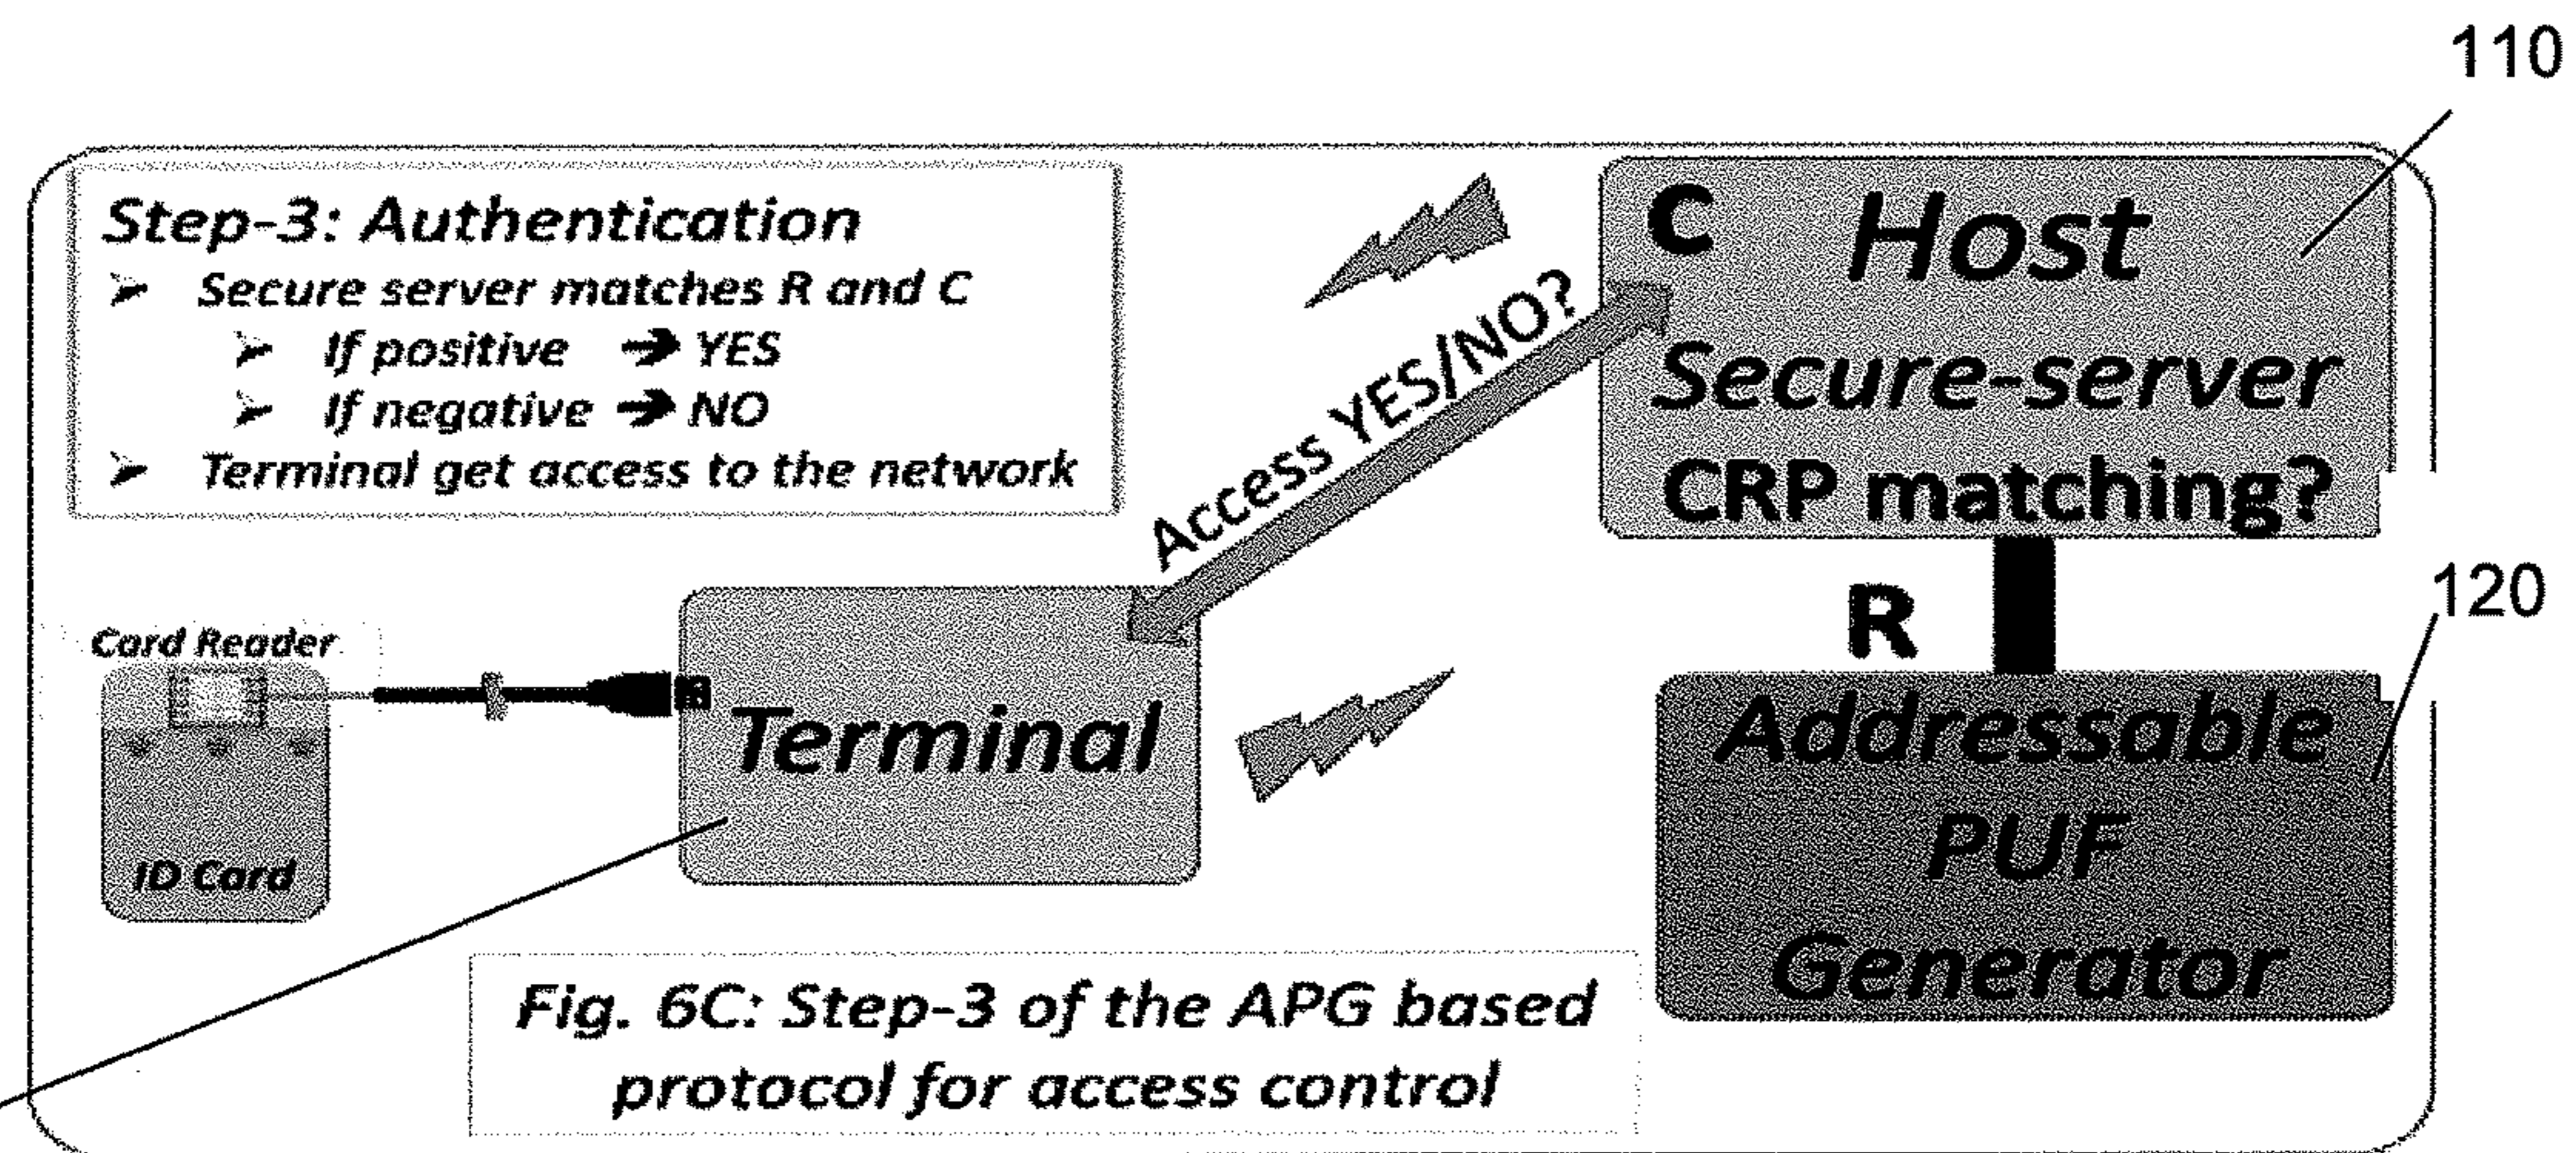 110
Step-3: Authentication
➢ Secure server matches R and C
➢ If positive ➔ YES
➢ If negative ➔ NO
➢ Terminal get access to the network
C Host
Secure-server
CRP matching?
Access YES/NO?
R
120
Card Reader
ID Card
Terminal
Addressable
PUF
Generator
Fig. 6C: Step-3 of the APG based
protocol for access control